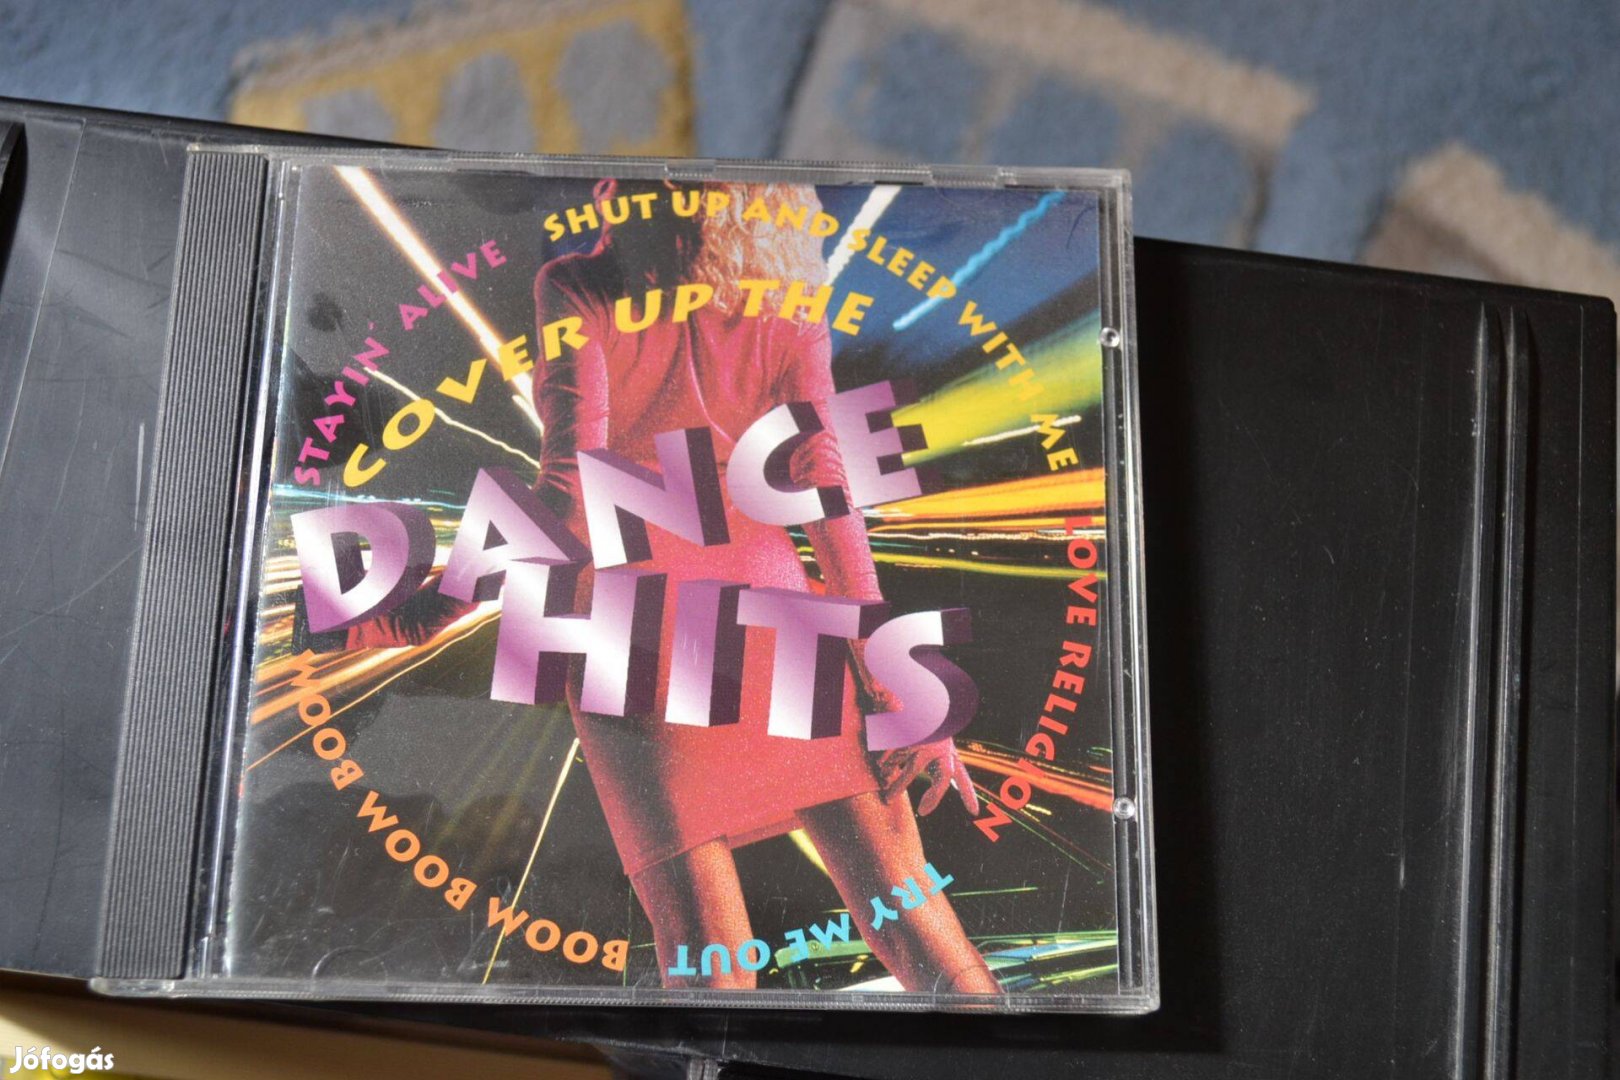 SHUT UP AND SLEEP WITH ME
STAYIN´ ALIVE
COVER UP THE
DANCE
HITS
LOVE RELIGION
BOOM BOOM BOOM BOOM
TRY ME OUT
Jófogás